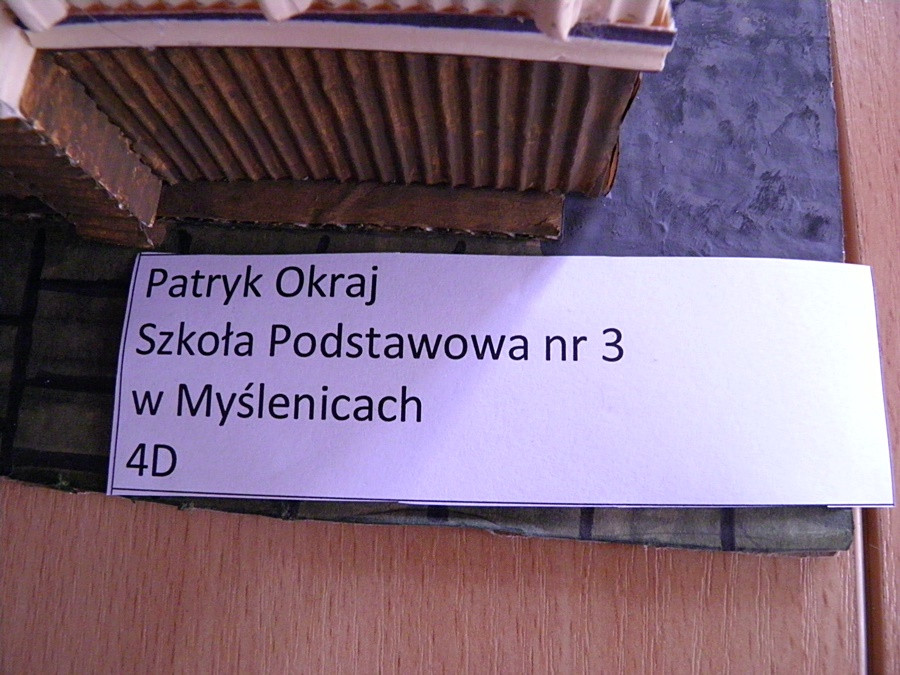 Patryk Okraj
Szkoła Podstawowa nr 3
w Myślenicach
4D